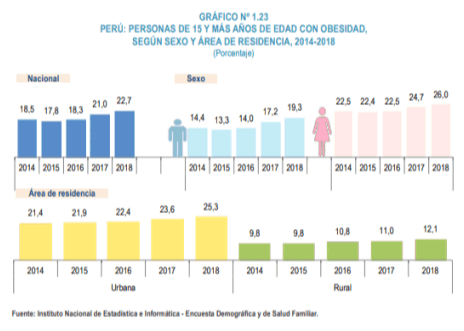 GRÁFICO Nº 1.23
PERÚ: PERSONAS DE 15 Y MÁS AÑOS DE EDAD CON OBESIDAD,
SEGÚN SEXO Y ÁREA DE RESIDENCIA, 2014-2018
(Porcentaje)
Nacional
18,5 17,8 18,3 21,0 22,7
2014 2015 2016 2017 2018
Sexo
14,4 13,3 14,0 17,2 19,3
2014 2015 2016 2017 2018
22,5 22,4 22,5 24,7 26,0
2014 2015 2016 2017 2018
Área de residencia
21,4 21,9 22,4 23,6 25,3
2014 2015 2016 2017 2018
Urbana
9,8 9,8 10,8 11,0 12,1
2014 2015 2016 2017 2018
Rural
Fuente: Instituto Nacional de Estadística e Informática - Encuesta Demográfica y de Salud Familiar.